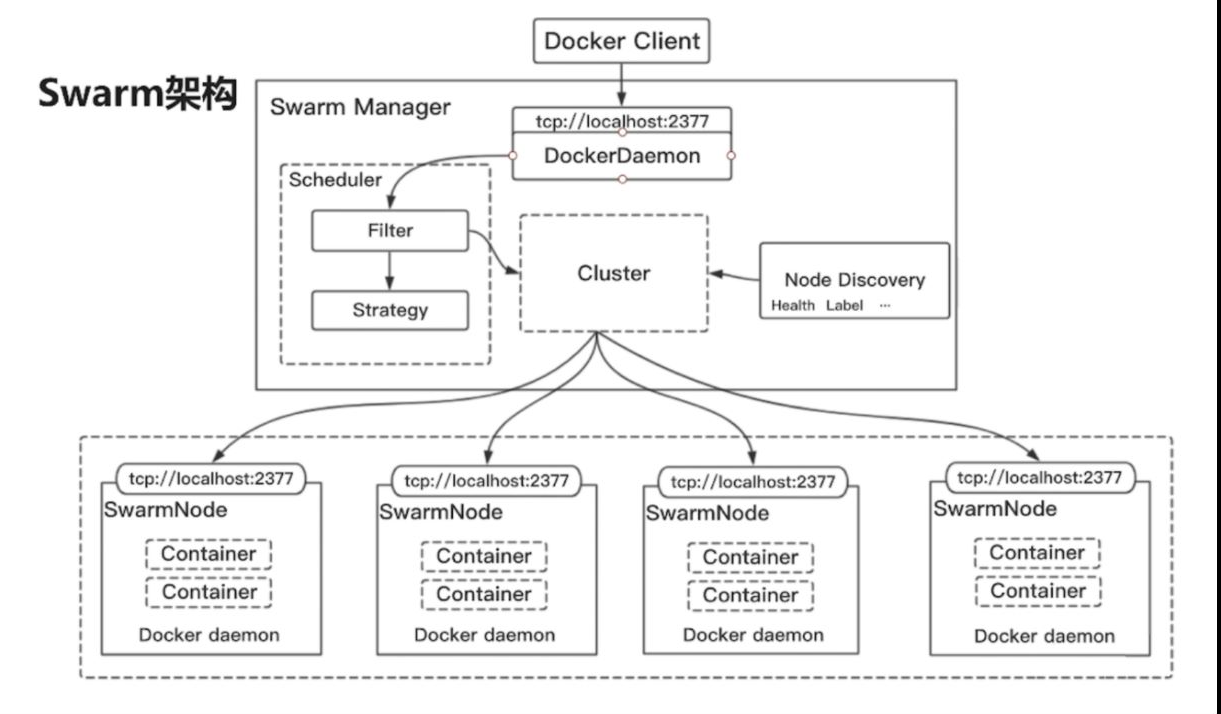 Docker Client
Swarm架构
Swarm Manager
tcp://localhost:2377
DockerDaemon
Scheduler
Filter
Strategy
Cluster
Node Discovery
Health Label ...
tcp://localhost:2377
SwarmNode
Container
Container
Docker daemon
tcp://localhost:2377
SwarmNode
Container
Container
Docker daemon
tcp://localhost:2377
SwarmNode
Container
Container
Docker daemon
tcp://localhost:2377
SwarmNode
Container
Container
Docker daemon